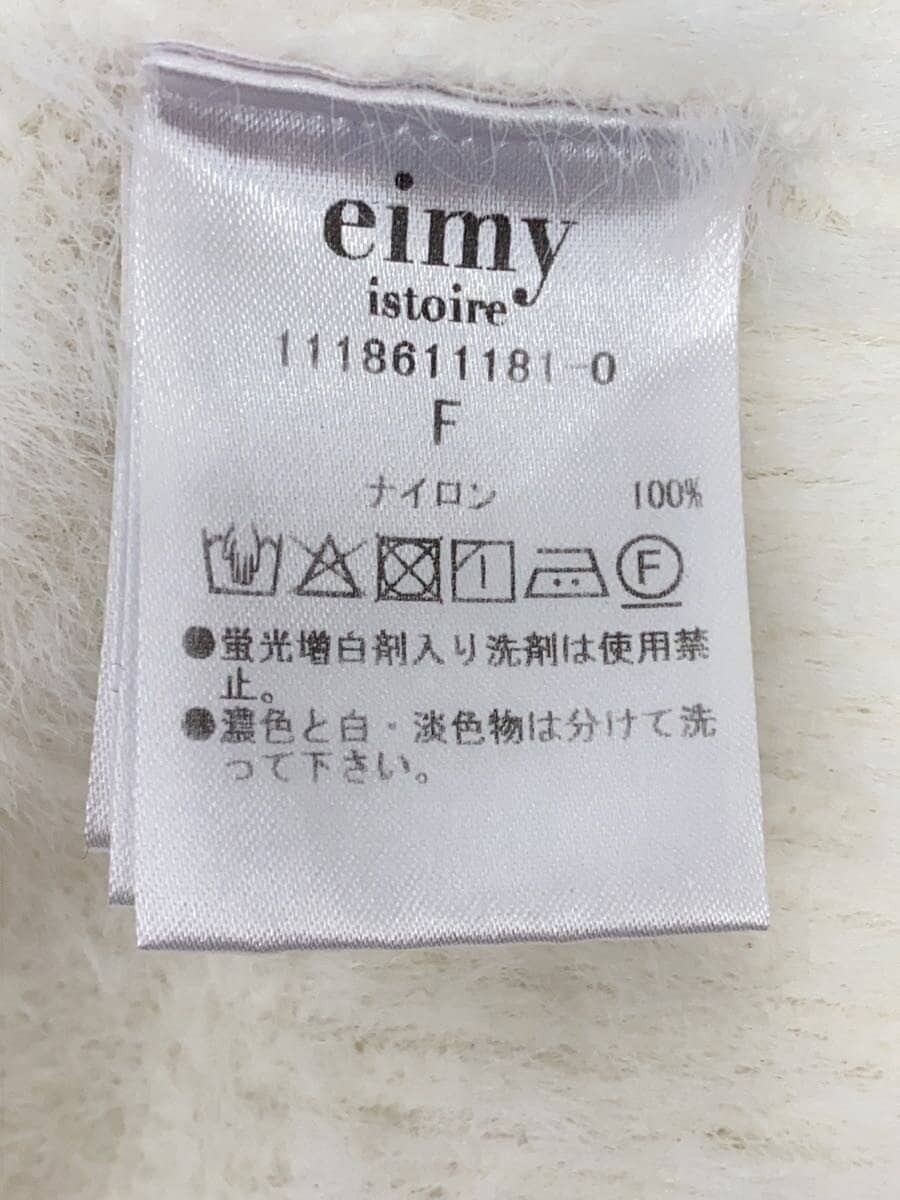 eimy
istoire
1118611181-0
F
ナイロン 100%
F
●蛍光増白剤入り洗剤は使用禁
止。
●濃色と白・淡色物は分けて洗
って下さい。